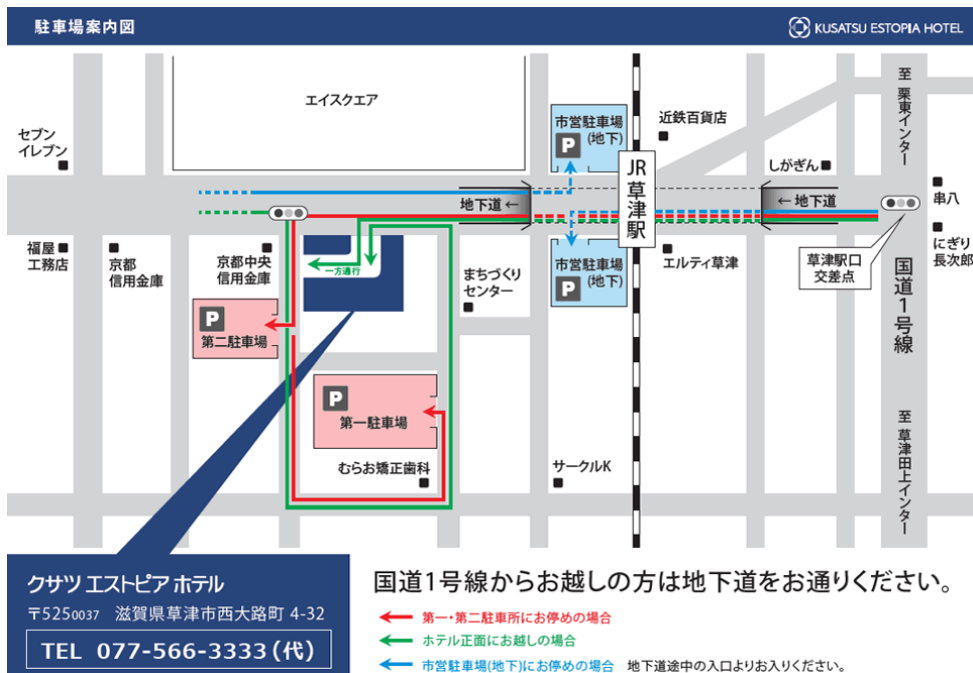 駐車場案内図
KUSATSU ESTOPIA HOTEL
エイスクエア
セブン
イレブン
市営駐車場
(地下)
P
近鉄百貨店
至 栗東インター
JR草津駅
しがぎん
地下道←
←地下道
串八
福屋
工務店
京都
信用金庫
京都中央
信用金庫
一方通行
まちづくり
センター
市営駐車場
(地下)
P
エルティ草津
草津駅口
交差点
にぎり
長次郎
国道1号線
P
第二駐車場
P
第一駐車場
むらお矯正歯科
サークルK
至 草津田上インター
クサツ エストピア ホテル
〒5250037 滋賀県草津市西大路町 4-32
TEL 077-566-3333(代)
国道1号線からお越しの方は地下道をお通りください。
第一・第二駐車所にお停めの場合
ホテル正面にお越しの場合
市営駐車場(地下)にお停めの場合 地下道途中の入口よりお入りください。